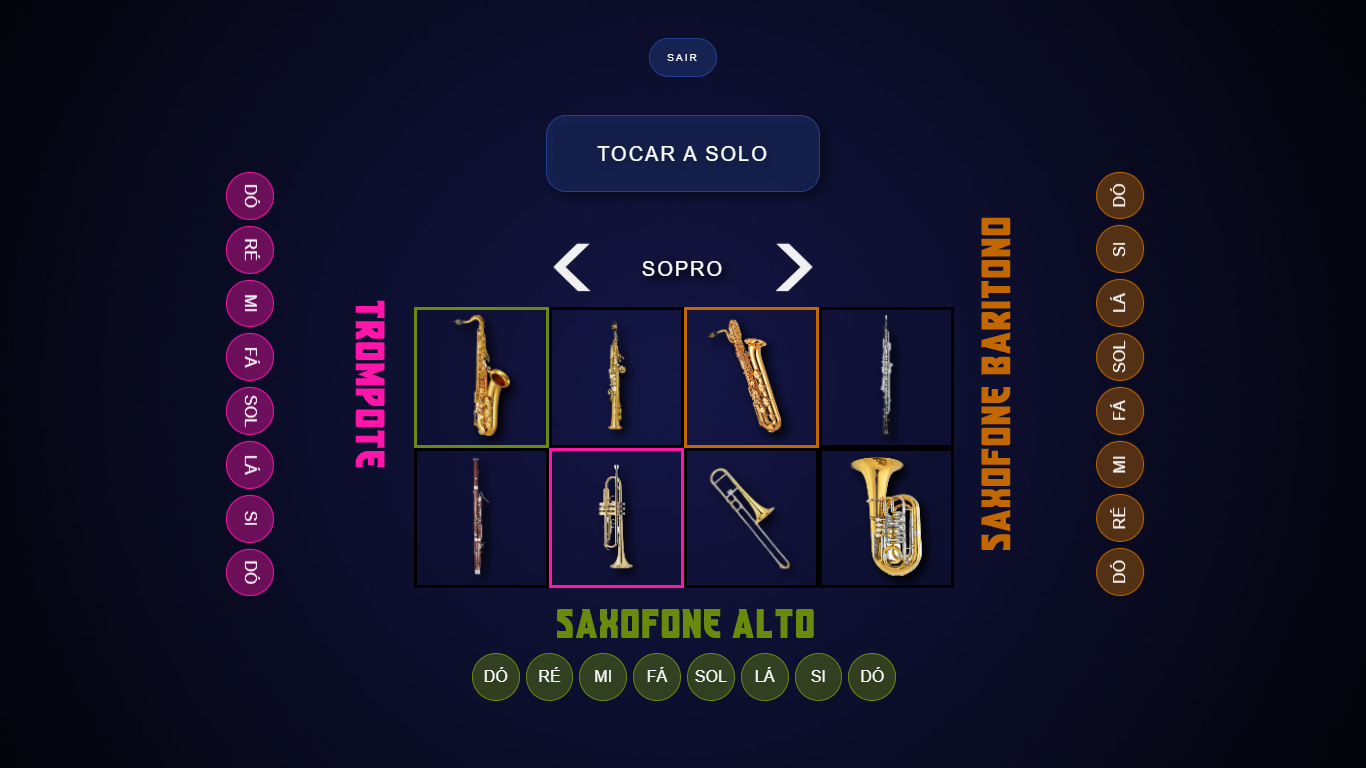 SAIR
TOCAR A SOLO
SOPRO
DÓ
RÉ
MI
FÁ
SOL
LÁ
SI
DÓ
TROMPOTE
SAXOFONE BARITONO
DÓ
SI
LÁ
SOL
FÁ
MI
RÉ
DÓ
SAXOFONE ALTO
DÓ RÉ MI FÁ SOL LÁ SI DÓ